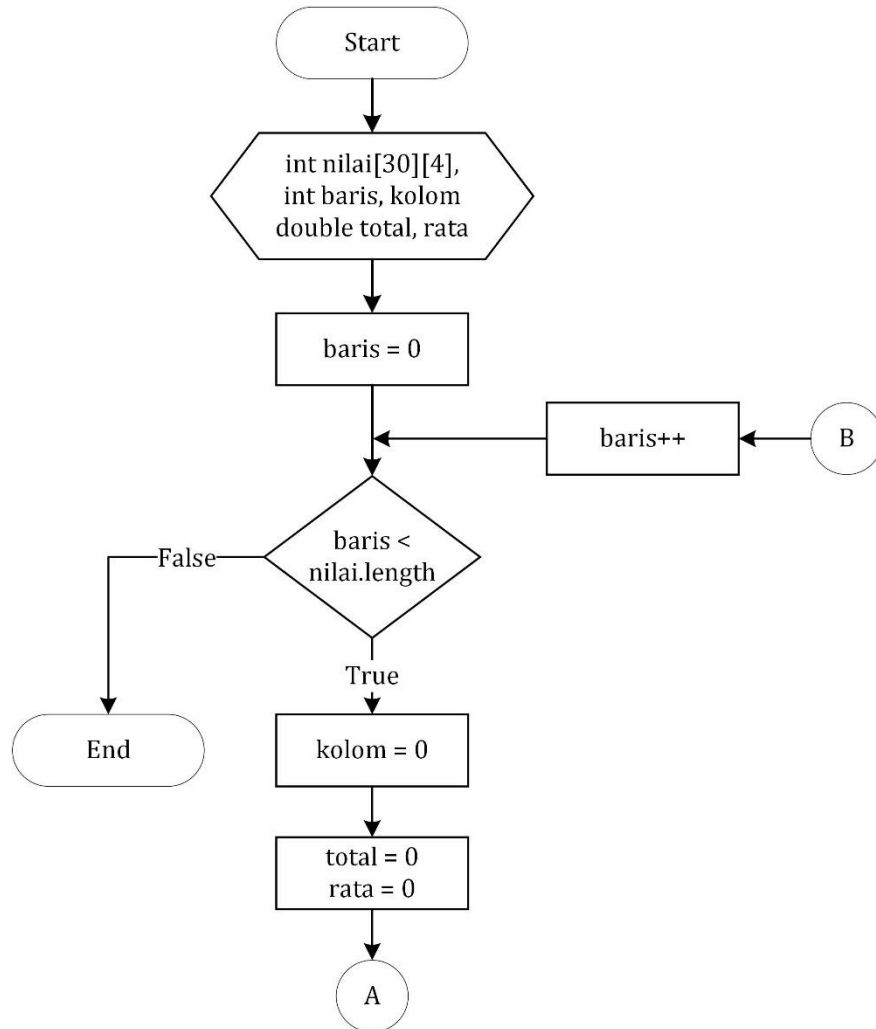 Start
int nilai[30][4],
int baris, kolom
double total, rata
baris = 0
baris++
B
baris <
nilai.length
False
True
End
kolom = 0
total = 0
rata = 0
A